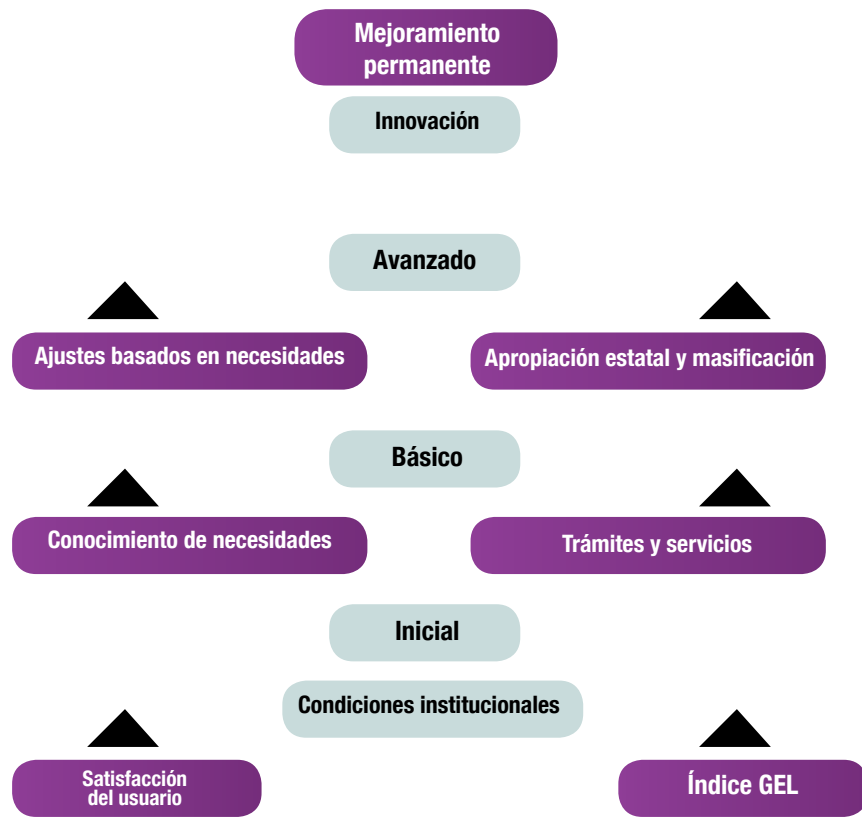 Mejoramiento
permanente
Innovación
Avanzado
Ajustes basados en necesidades
Apropiación estatal y masificación
Básico
Conocimiento de necesidades
Trámites y servicios
Inicial
Condiciones institucionales
Satisfacción
del usuario
Índice GEL